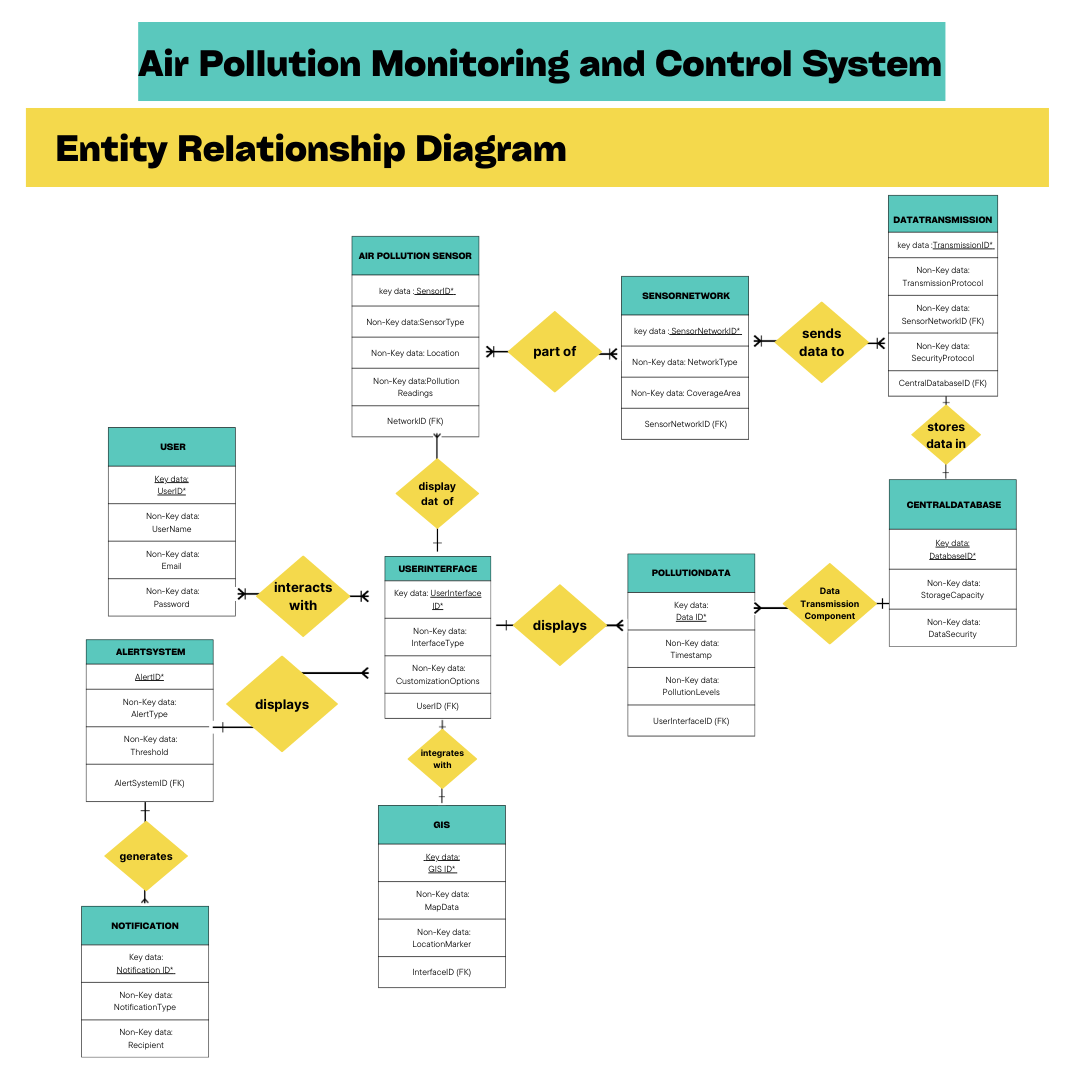 Air Pollution Monitoring and Control System
Entity Relationship Diagram
DATATRANSMISSION
key data :TransmissionID*
Non-Key data:
TransmissionProtocol
Non-Key data:
SensorNetworkID (FK)
Non-Key data:
SecurityProtocol
CentralDatabaseID (FK)
AIR POLLUTION SENSOR
key data : SensorID*
Non-Key data:SensorType
Non-Key data: Location
Non-Key data:Pollution
Readings
NetworkID (FK)
part of
SENSORNETWORK
key data : SensorNetworkID*
Non-Key data: NetworkType
Non-Key data: CoverageArea
SensorNetworkID (FK)
sends
data to
stores
data in
USER
Key data:
UserID*
Non-Key data:
UserName
Non-Key data:
Email
Non-Key data:
Password
display
dat of
CENTRALDATABASE
Key data:
DatabaseID*
Non-Key data:
StorageCapacity
Non-Key data:
DataSecurity
interacts
with
USERINTERFACE
Key data: UserInterface
ID*
Non-Key data:
InterfaceType
Non-Key data:
CustomizationOptions
UserID (FK)
displays
POLLUTIONDATA
Key data:
Data ID*
Non-Key data:
Timestamp
Non-Key data:
PollutionLevels
UserInterfaceID (FK)
Data
Transmission
Component
ALERTSYSTEM
AlertID*
Non-Key data:
AlertType
Non-Key data:
Threshold
AlertSystemID (FK)
displays
integrates
with
generates
GIS
Key data:
GIS ID*
Non-Key data:
MapData
Non-Key data:
LocationMarker
InterfaceID (FK)
NOTIFICATION
Key data:
Notification ID*
Non-Key data:
NotificationType
Non-Key data:
Recipient